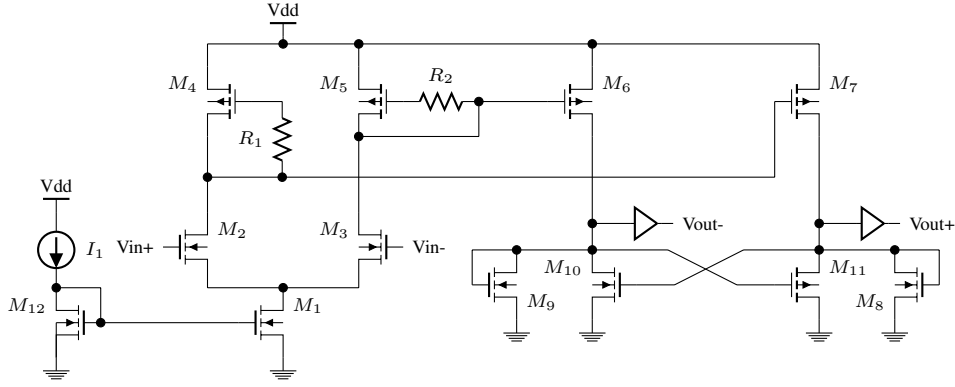 Vdd
M4
M5
R2
M6
M7
R1
Vdd
I1
Vin+
M2
M3
Vin-
Vout-
Vout+
M12
M1
M10
M9
M11
M8